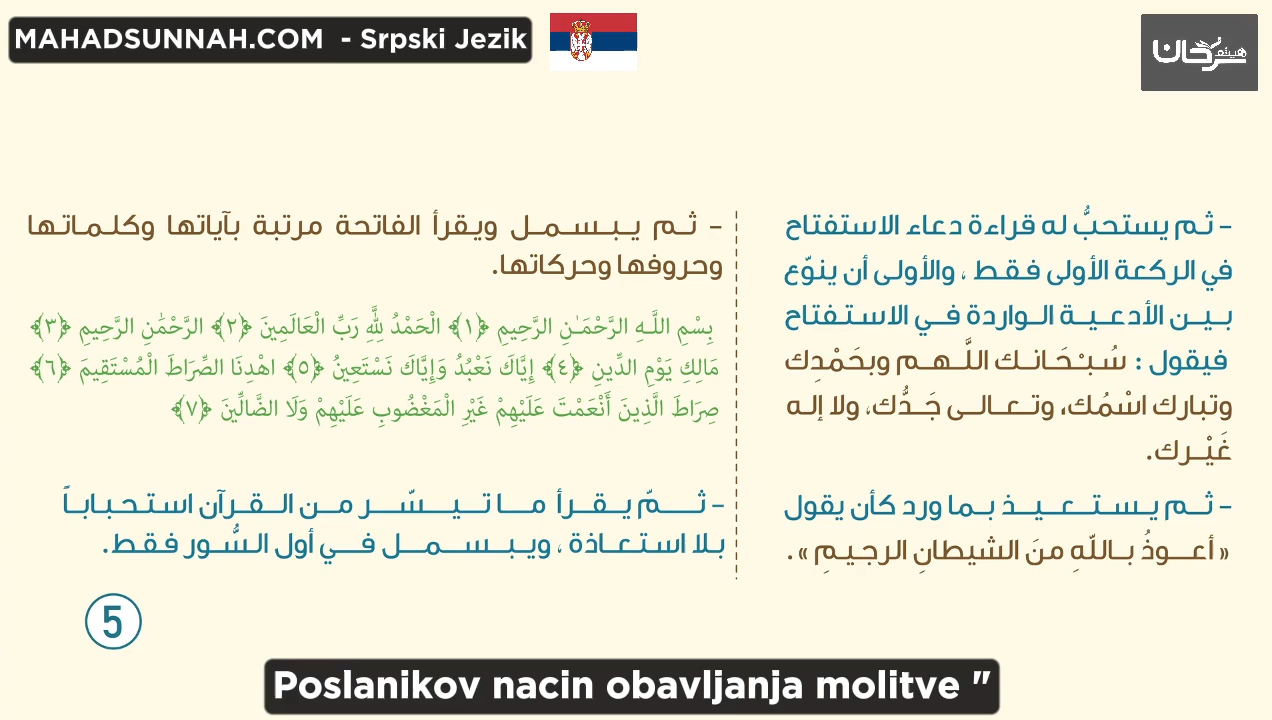 MAHADSUNNAH.COM - Srpski Jezik
هيثم سرحان
- ثم يستحبُّ له قراءة دعاء الاستفتاح
في الركعة الأولى فقط ، والأولى أن ينوّع
بين الأدعية الواردة في الاستفتاح
فيقول : سُبْحَانك اللَّهم وبحَمْدِك
وتبارك اسْمُك، وتعالى جَدُّك، ولا إله
غَيْرك.
- ثم يستعيذ بما ورد كأن يقول
« أعوذُ باللّهِ منَ الشيطانِ الرجيمِ » .
- ثم يبسمل ويقرأ الفاتحة مرتبة بآياتها وكلماتها
وحروفها وحركاتها.
بِسْمِ اللَّهِ الرَّحْمَٰنِ الرَّحِيمِ ﴿١﴾ الْحَمْدُ لِلَّهِ رَبِّ الْعَالَمِينَ ﴿٢﴾ الرَّحْمَٰنِ الرَّحِيمِ ﴿٣﴾
مَالِكِ يَوْمِ الدِّينِ ﴿٤﴾ إِيَّاكَ نَعْبُدُ وَإِيَّاكَ نَسْتَعِينُ ﴿٥﴾ اهْدِنَا الصِّرَاطَ الْمُسْتَقِيمَ ﴿٦﴾
صِرَاطَ الَّذِينَ أَنْعَمْتَ عَلَيْهِمْ غَيْرِ الْمَغْضُوبِ عَلَيْهِمْ وَلَا الضَّالِّينَ ﴿٧﴾
- ثمّ يقرأ ما تيسّر من القرآن استحباباً
بلا استعاذة ، ويبسمل في أول السُّور فقط.
5
Poslanikov nacin obavljanja molitve "